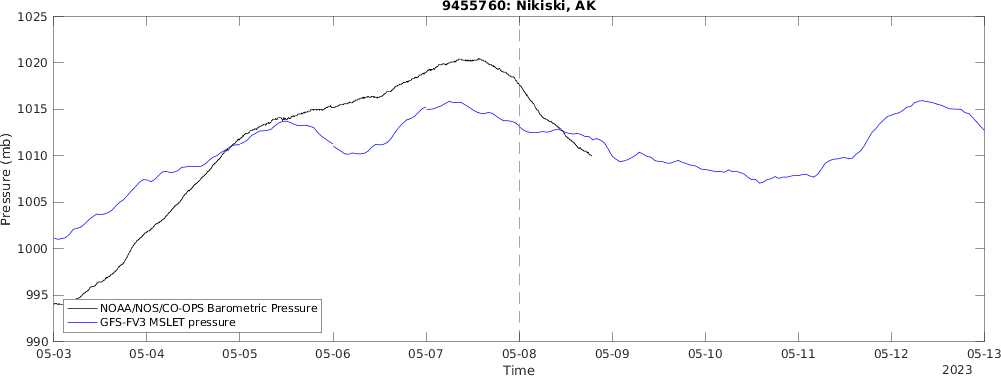 9455760: Nikiski, AK
1025
1020
1015
1010
1005
1000
995
990
Pressure (mb)
NOAA/NOS/CO-OPS Barometric Pressure
GFS-FV3 MSLET pressure
05-03 05-04 05-05 05-06 05-07 05-08 05-09 05-10 05-11 05-12 05-13
Time
2023